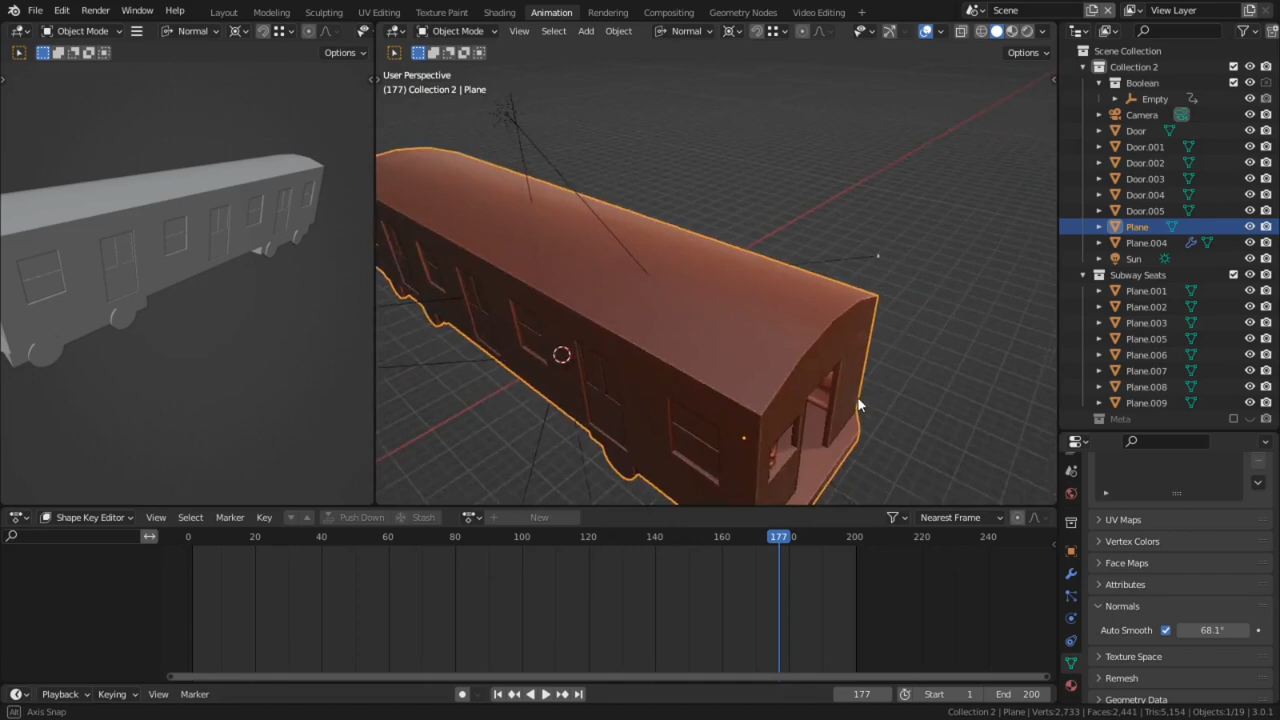 File Edit Render Window Help Layout Modeling Sculpting UV Editing Texture Paint Shading Animation Rendering Compositing Geometry Nodes Video Editing + Scene View Layer
Object Mode Normal
Object Mode View Select Add Object Normal
Options
Options
User Perspective
(177) Collection 2 | Plane
Scene Collection
Collection 2
Boolean
Empty
Camera
Door
Door.001
Door.002
Door.003
Door.004
Door.005
Plane
Plane.004
Sun
Subway Seats
Plane.001
Plane.002
Plane.003
Plane.005
Plane.006
Plane.007
Plane.008
Plane.009
Meta
Shape Key Editor View Select Marker Key Push Down Stash New Nearest Frame
0 20 40 60 80 100 120 140 160 177 0 200 220 240
UV Maps
Vertex Colors
Face Maps
Attributes
Normals
Auto Smooth 68.1°
Texture Space
Remesh
Geometry Data
Playback Keying View Marker 177 Start 1 End 200
Alt Axis Snap
Collection 2 | Plane | Verts:2,733 | Faces:2,441 | Tris:5,154 | Objects:1/19 | 3.0.1